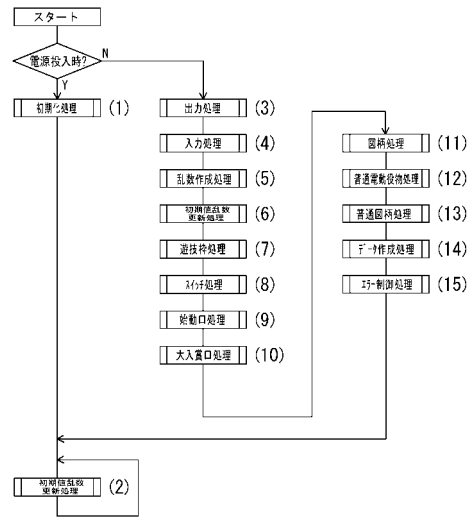 スタート
電源投入時?
N
Y
初期化処理 (1)
初期値乱数
更新処理 (2)
出力処理 (3)
入力処理 (4)
乱数作成処理 (5)
初期値乱数
更新処理 (6)
遊技枠処理 (7)
スイッチ処理 (8)
始動口処理 (9)
大入賞口処理 (10)
図柄処理 (11)
普通電動役物処理 (12)
普通図柄処理 (13)
データ作成処理 (14)
エラー制御処理 (15)